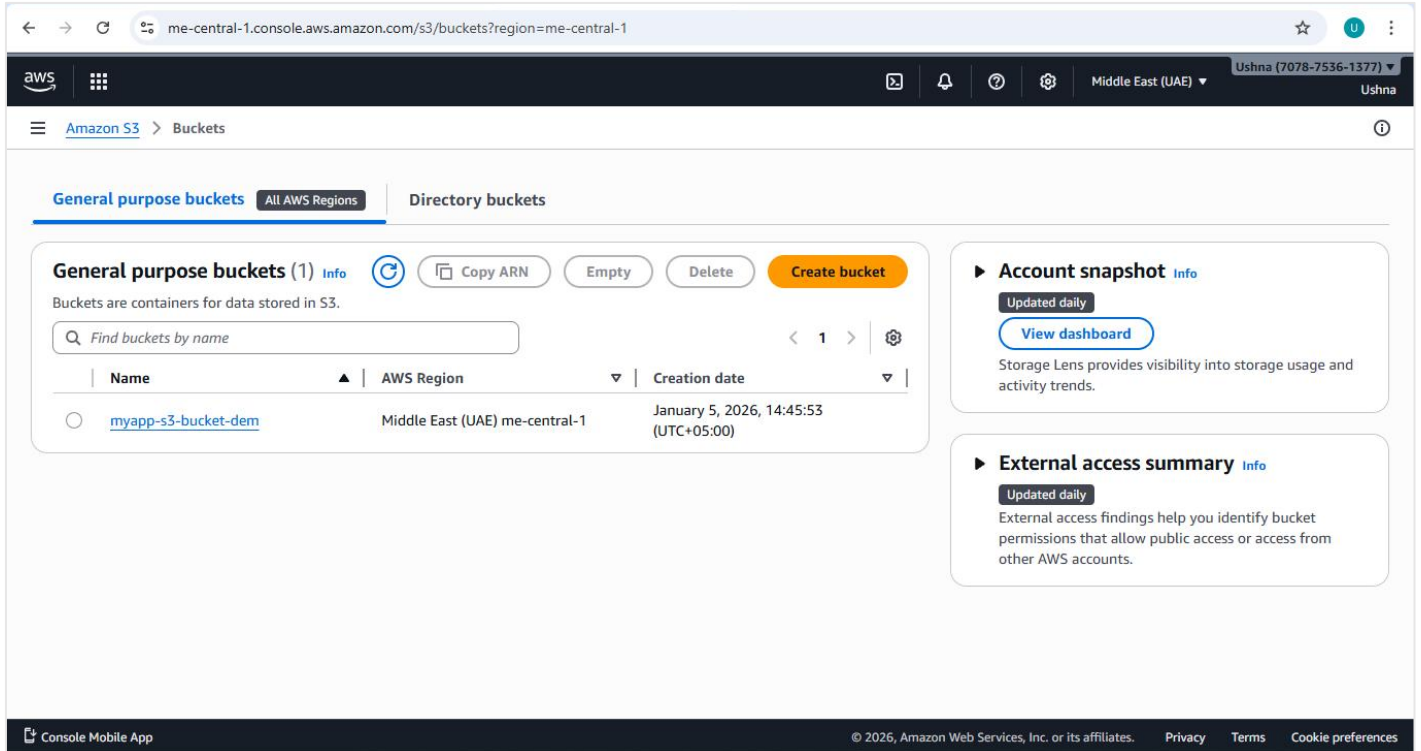 me-central-1.console.aws.amazon.com/s3/buckets?region=me-central-1
U
aws
Middle East (UAE)
Ushna (7078-7536-1377)
Ushna
Amazon S3 > Buckets
General purpose buckets All AWS Regions
Directory buckets
General purpose buckets (1) Info
Copy ARN
Empty
Delete
Create bucket
Buckets are containers for data stored in S3.
Find buckets by name
< 1 >
Name AWS Region Creation date
myapp-s3-bucket-dem Middle East (UAE) me-central-1 January 5, 2026, 14:45:53
(UTC+05:00)
Account snapshot Info
Updated daily
View dashboard
Storage Lens provides visibility into storage usage and
activity trends.
External access summary Info
Updated daily
External access findings help you identify bucket
permissions that allow public access or access from
other AWS accounts.
Console Mobile App
© 2026, Amazon Web Services, Inc. or its affiliates. Privacy Terms Cookie preferences